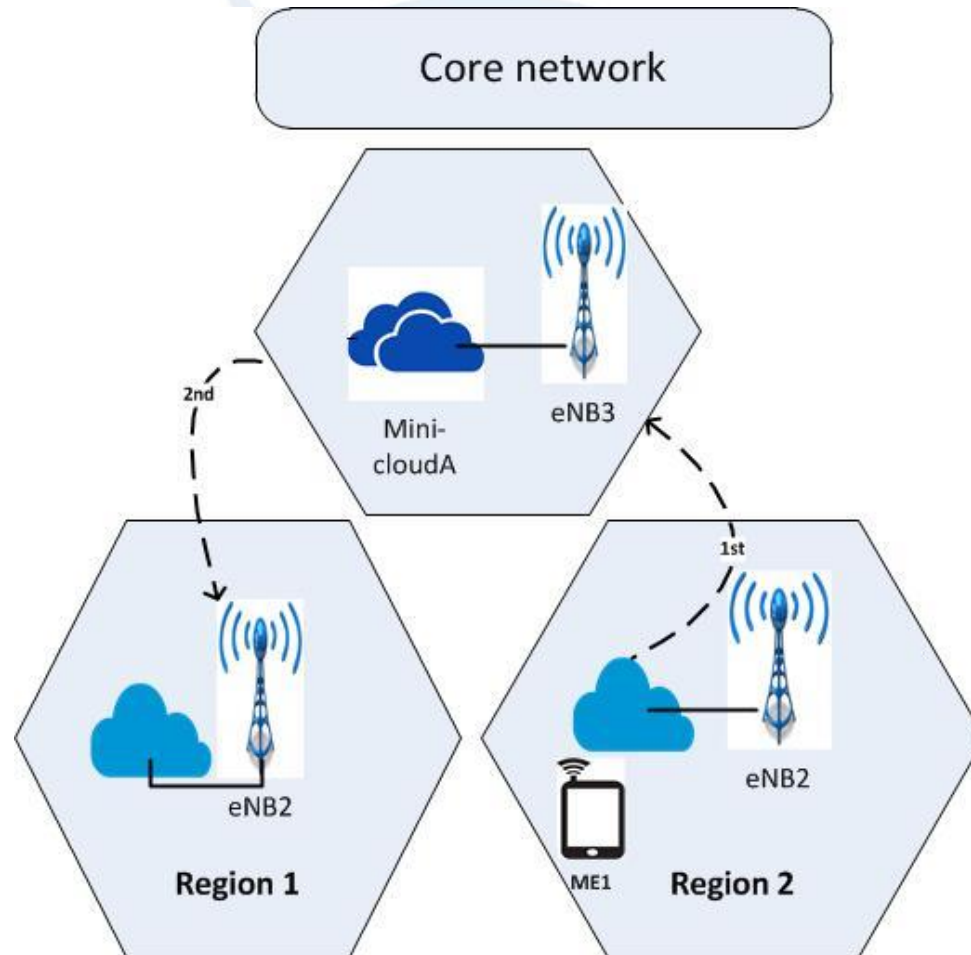 Core network
eNB3
Mini-
cloudA
2nd
1st
eNB2
Region 1
eNB2
ME1
Region 2